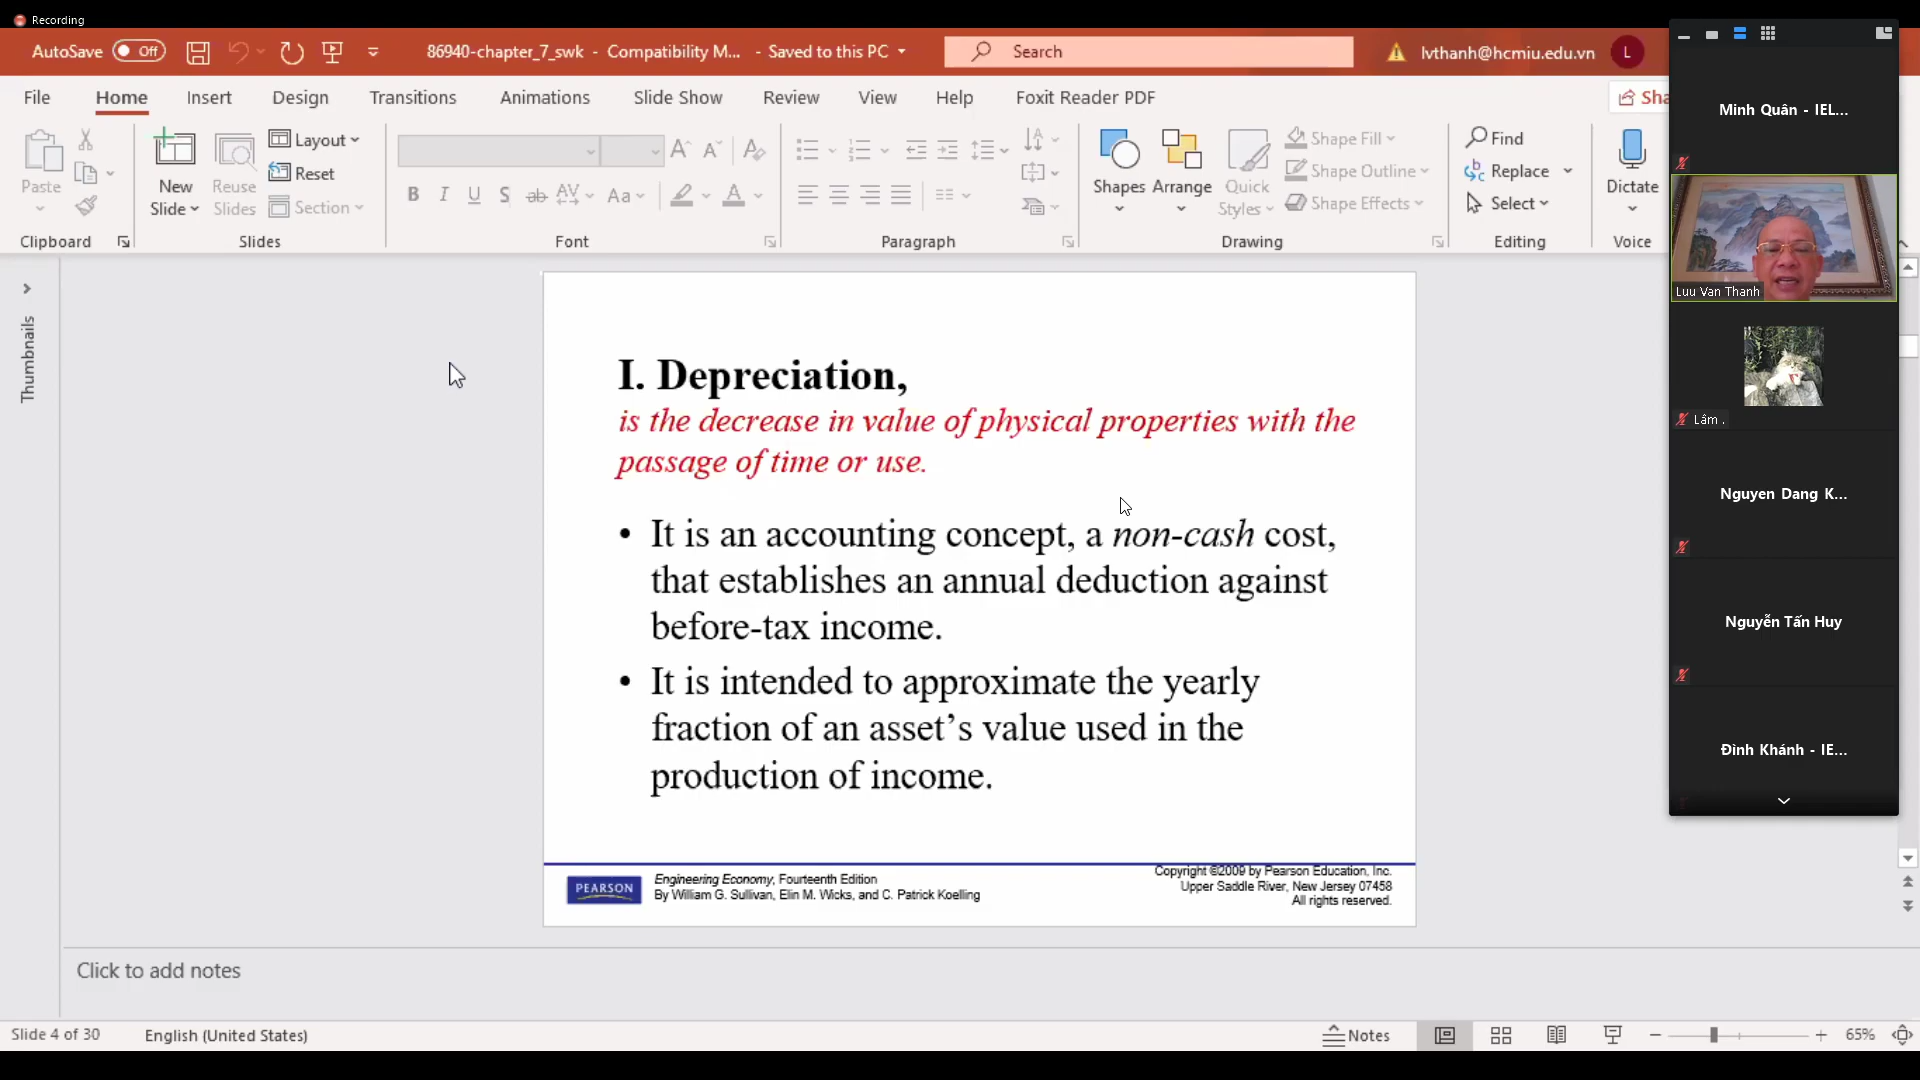 Recording
AutoSave Off
86940-chapter_7_swk - Compatibility M... - Saved to this PC
Search
lvthanh@hcmiu.edu.vn
L
File Home Insert Design Transitions Animations Slide Show Review View Help Foxit Reader PDF
Sha
Paste
New Slide
Reuse Slides
Layout
Reset
Section
B I U S ab AV Aa A
Shapes
Arrange
Quick Styles
Shape Fill
Shape Outline
Shape Effects
Find
Replace
Select
Dictate
Clipboard Slides Font Paragraph Drawing Editing Voice
Thumbnails
I. Depreciation,
is the decrease in value of physical properties with the
passage of time or use.
• It is an accounting concept, a non-cash cost,
that establishes an annual deduction against
before-tax income.
• It is intended to approximate the yearly
fraction of an asset’s value used in the
production of income.
PEARSON
Engineering Economy, Fourteenth Edition
By William G. Sullivan, Elin M. Wicks, and C. Patrick Koelling
Copyright ©2009 by Pearson Education, Inc.
Upper Saddle River, New Jersey 07458
All rights reserved.
Click to add notes
Slide 4 of 30
English (United States)
Notes
65%
Minh Quân - IEL...
Luu Van Thanh
Lâm .
Nguyen Dang K...
Nguyễn Tấn Huy
Đình Khánh - IE...